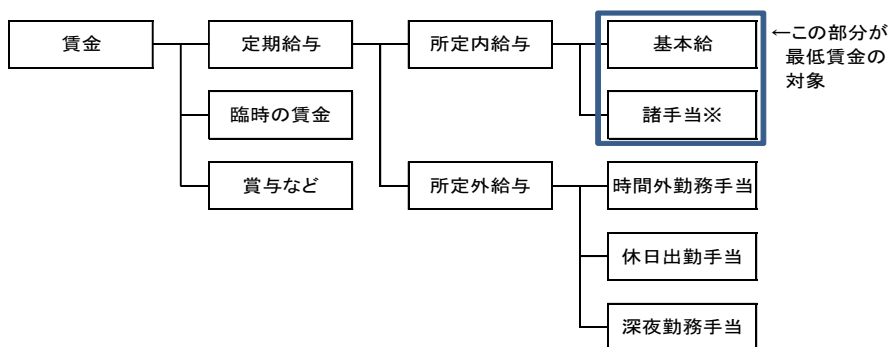 賃金
定期給与
所定内給与
基本給
←この部分が
最低賃金の
対象
臨時の賃金
諸手当※
賞与など
所定外給与
時間外勤務手当
休日出勤手当
深夜勤務手当